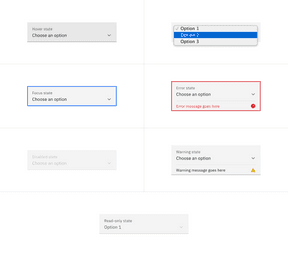 Hover state
Choose an option
Option 1
Option 2
Option 3
Focus state
Choose an option
Error state
Choose an option
Error message goes here
Choose an option
Warning state
Choose an option
Warning message goes here
Read-only state
Option 1